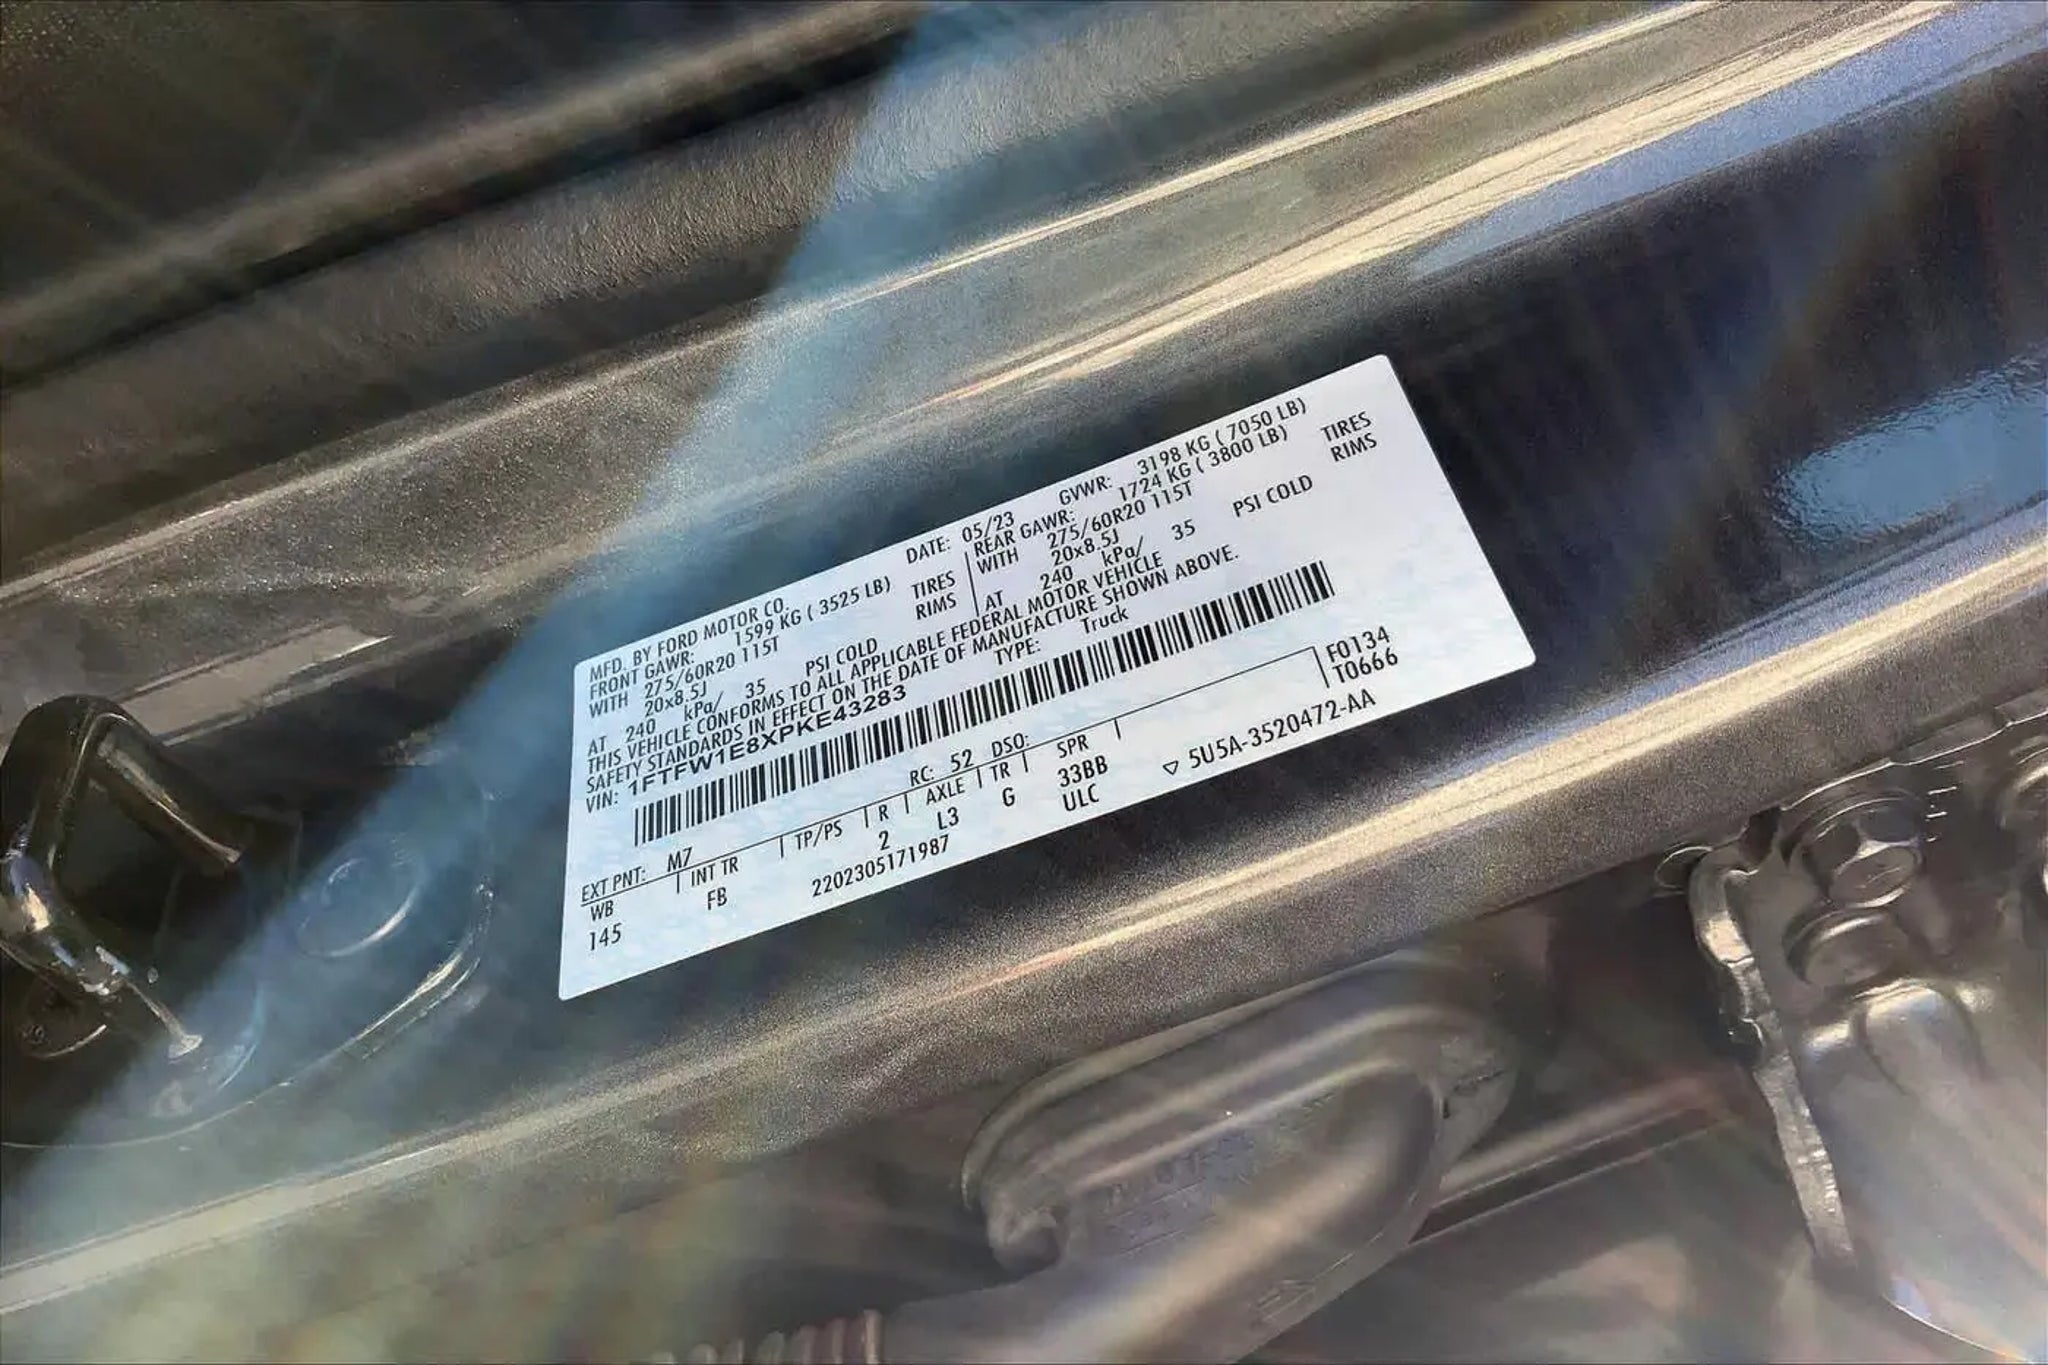 MFD. BY FORD MOTOR CO.
DATE: 05/23 GVWR: 3198 KG ( 7050 LB)
FRONT GAWR: 1599 KG ( 3525 LB) REAR GAWR: 1724 KG ( 3800 LB)
WITH 275/60R20 115T TIRES WITH 275/60R20 115T TIRES
20x8.5J RIMS 20x8.5J RIMS
AT 240 kPa/ 35 PSI COLD AT 240 kPa/ 35 PSI COLD
THIS VEHICLE CONFORMS TO ALL APPLICABLE FEDERAL MOTOR VEHICLE
SAFETY STANDARDS IN EFFECT ON THE DATE OF MANUFACTURE SHOWN ABOVE.
VIN: 1FTFW1E8XPKE43283 TYPE: Truck
EXT PNT: M7 RC: 52 DSO: F0134
WB INT TR TP/PS R AXLE TR SPR T0666
145 FB 2 L3 G 33BB
2202305171987 ULC ▽ 5U5A-3520472-AA